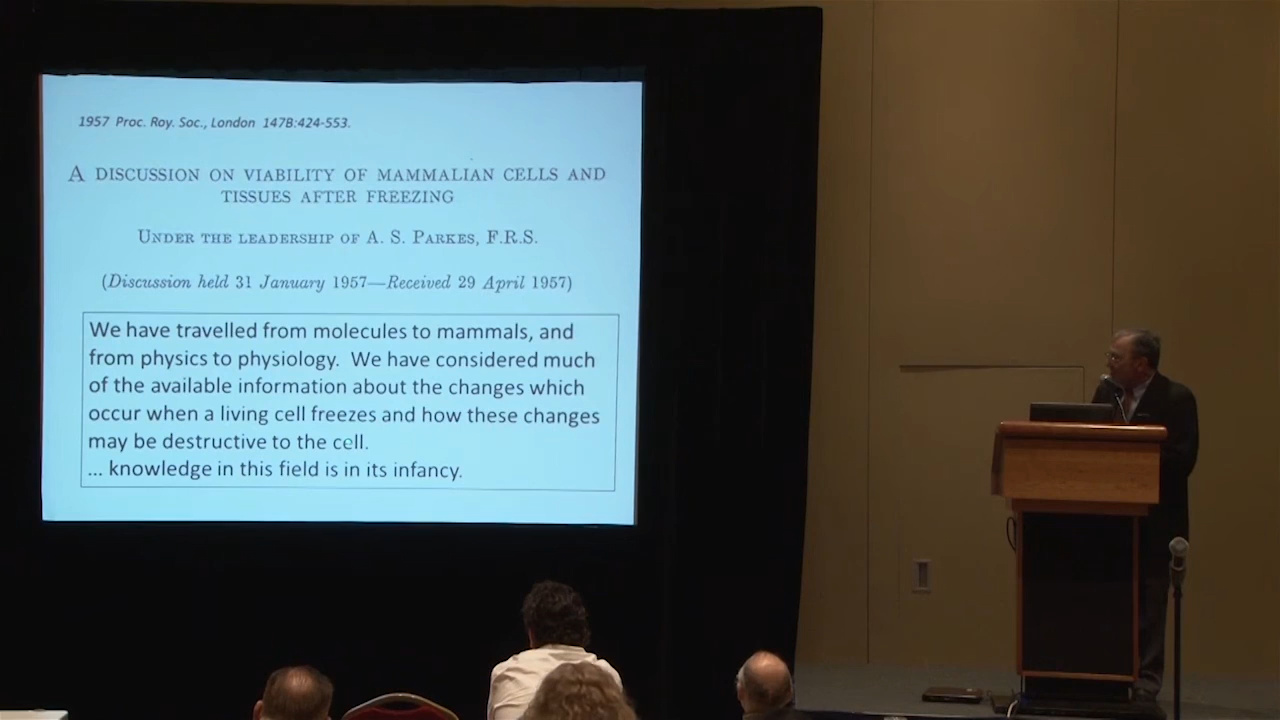 1957 Proc. Roy. Soc., London 147B:424-553.
A DISCUSSION ON VIABILITY OF MAMMALIAN CELLS AND
TISSUES AFTER FREEZING
UNDER THE LEADERSHIP OF A. S. PARKES, F.R.S.
(Discussion held 31 January 1957—Received 29 April 1957)
We have travelled from molecules to mammals, and
from physics to physiology. We have considered much
of the available information about the changes which
occur when a living cell freezes and how these changes
may be destructive to the cell.
... knowledge in this field is in its infancy.